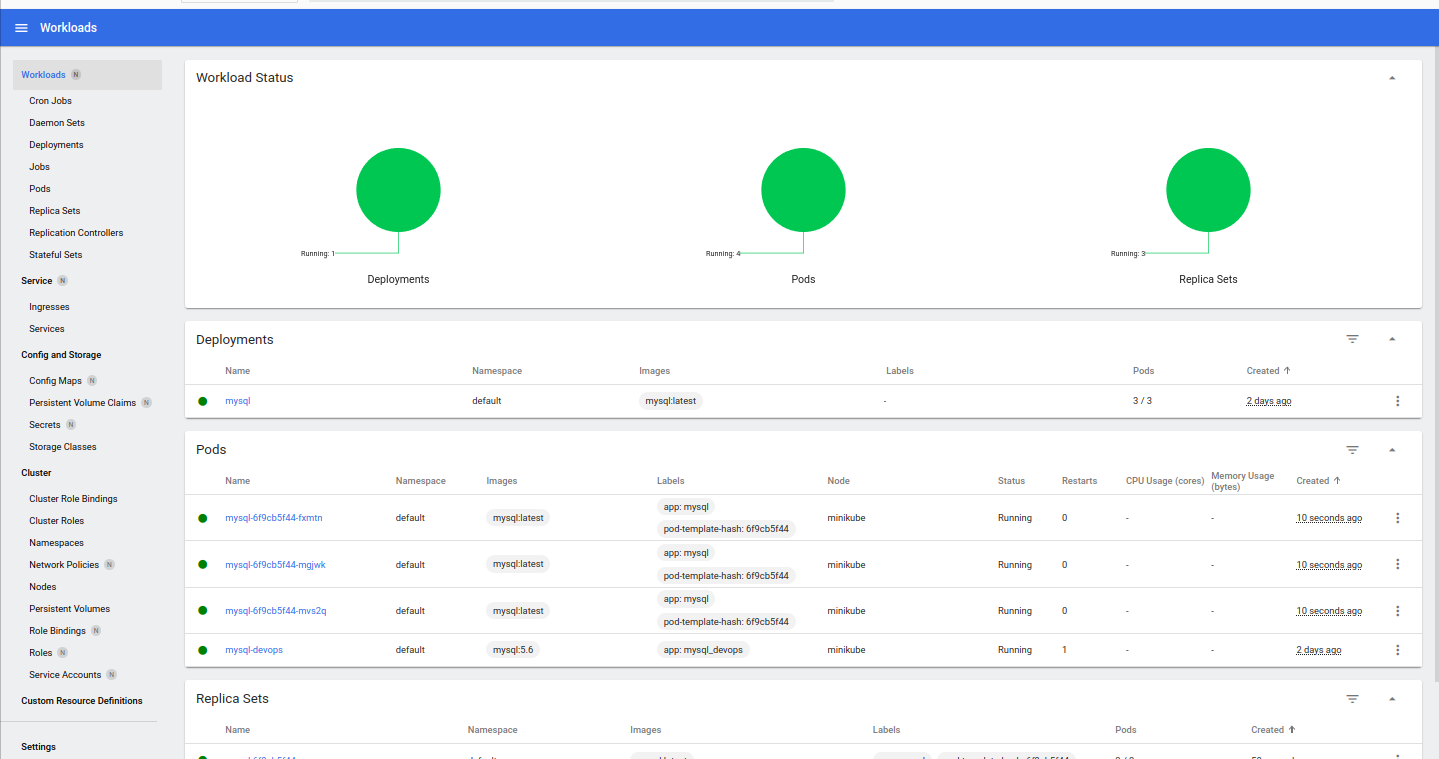 Workloads
Workloads N
Cron Jobs
Daemon Sets
Deployments
Jobs
Pods
Replica Sets
Replication Controllers
Stateful Sets
Service N
Ingresses
Services
Config and Storage
Config Maps N
Persistent Volume Claims N
Secrets N
Storage Classes
Cluster
Cluster Role Bindings
Cluster Roles
Namespaces
Network Policies N
Nodes
Persistent Volumes
Role Bindings N
Roles N
Service Accounts N
Custom Resource Definitions
Settings
Workload Status
Running: 1
Deployments
Running: 4
Pods
Running: 3
Replica Sets
Deployments
Name Namespace Images Labels Pods Created
mysql default mysql:latest - 3 / 3 2 days ago
Pods
Name Namespace Images Labels Node Status Restarts CPU Usage (cores) Memory Usage (bytes) Created
mysql-6f9cb5f44-fxmtn default mysql:latest app: mysql pod-template-hash: 6f9cb5f44 minikube Running 0 - - 10 seconds ago
mysql-6f9cb5f44-mgjwk default mysql:latest app: mysql pod-template-hash: 6f9cb5f44 minikube Running 0 - - 10 seconds ago
mysql-6f9cb5f44-mvs2q default mysql:latest app: mysql pod-template-hash: 6f9cb5f44 minikube Running 0 - - 10 seconds ago
mysql-devops default mysql:5.6 app: mysql_devops minikube Running 1 - - 2 days ago
Replica Sets
Name Namespace Images Labels Pods Created